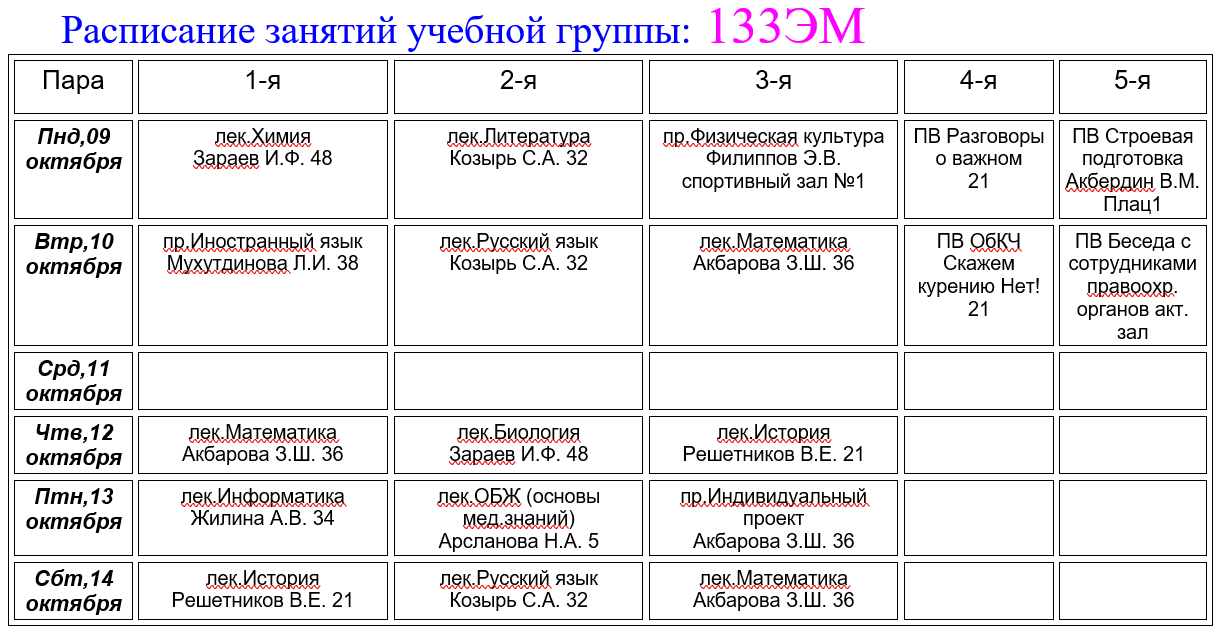 Расписание занятий учебной группы: 133ЭМ
Пара
1-я
2-я
3-я
4-я
5-я
Пнд,09
октября
лек.Химия
Зараев И.Ф. 48
лек.Литература
Козырь С.А. 32
пр.Физическая культура
Филиппов Э.В.
спортивный зал №1
ПВ Разговоры
о важном
21
ПВ Строевая
подготовка
Акбердин В.М.
Плац1
Втр,10
октября
пр.Иностранный язык
Мухутдинова Л.И. 38
лек.Русский язык
Козырь С.А. 32
лек.Математика
Акбарова З.Ш. 36
ПВ ОбКЧ
Скажем
курению Нет!
21
ПВ Беседа с
сотрудниками
правоохр.
органов акт.
зал
Срд,11
октября
Чтв,12
октября
лек.Математика
Акбарова З.Ш. 36
лек.Биология
Зараев И.Ф. 48
лек.История
Решетников В.Е. 21
Птн,13
октября
лек.Информатика
Жилина А.В. 34
лек.ОБЖ (основы
мед.знаний)
Арсланова Н.А. 5
пр.Индивидуальный
проект
Акбарова З.Ш. 36
Сбт,14
октября
лек.История
Решетников В.Е. 21
лек.Русский язык
Козырь С.А. 32
лек.Математика
Акбарова З.Ш. 36